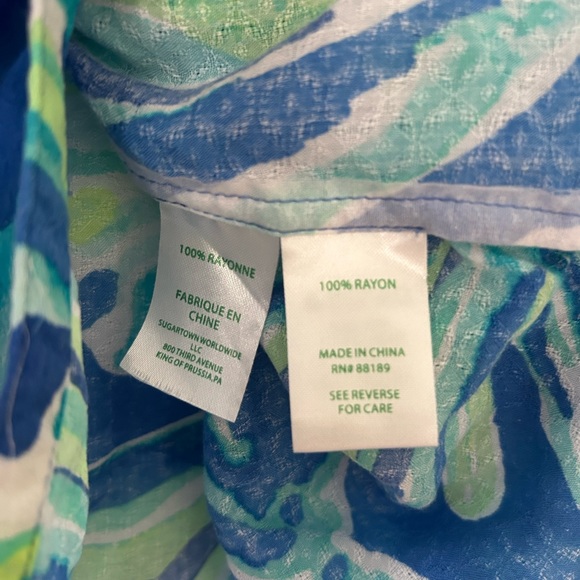 100% RAYONNE
FABRIQUE EN
CHINE
SUGARTOWN WORLDWIDE
LLC
800 THIRD AVENUE
KING OF PRUSSIA,PA
100% RAYON
MADE IN CHINA
RN# 88189
SEE REVERSE
FOR CARE